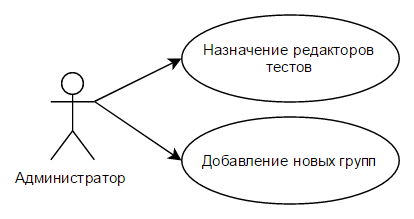 Назначение редакторов
тестов
Добавление новых групп
Администратор